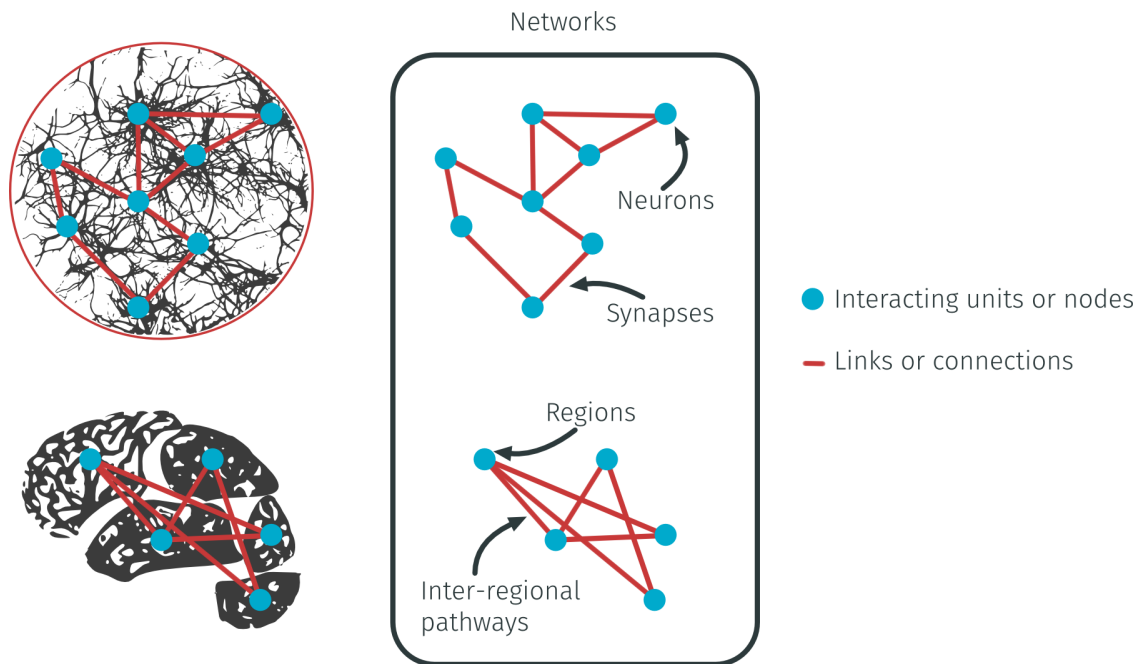 Networks
Neurons
Synapses
Interacting units or nodes
Links or connections
Regions
Inter-regional
pathways